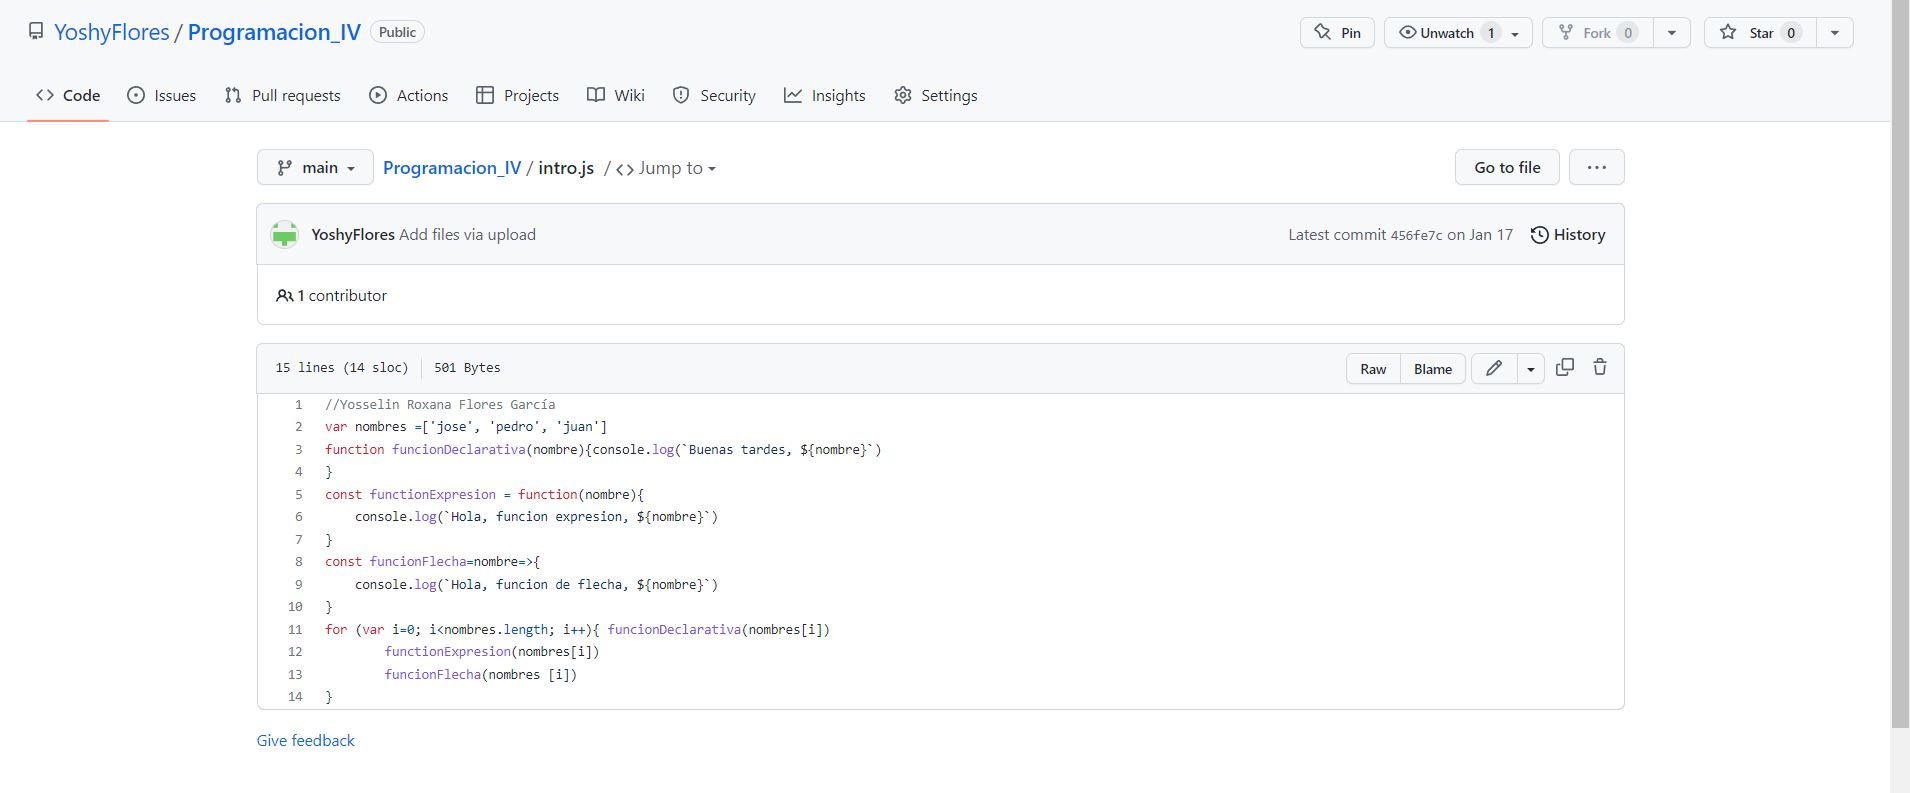 YoshyFlores / Programacion_IV Public
Pin Unwatch 1 Fork 0 Star 0
Code Issues Pull requests Actions Projects Wiki Security Insights Settings
main Programacion_IV / intro.js / <> Jump to Go to file ...
YoshyFlores Add files via upload Latest commit 456fe7c on Jan 17 History
1 contributor
15 lines (14 sloc) 501 Bytes Raw Blame
1 //Yosselin Roxana Flores García
2 var nombres =['jose', 'pedro', 'juan']
3 function funcionDeclarativa(nombre){console.log(`Buenas tardes, ${nombre}`)
4 }
5 const functionExpresion = function(nombre){
6     console.log(`Hola, funcion expresion, ${nombre}`)
7 }
8 const funcionFlecha=nombre=>{
9     console.log(`Hola, funcion de flecha, ${nombre}`)
10 }
11 for (var i=0; i<nombres.length; i++){ funcionDeclarativa(nombres[i])
12         functionExpresion(nombres[i])
13         funcionFlecha(nombres [i])
14 }
Give feedback